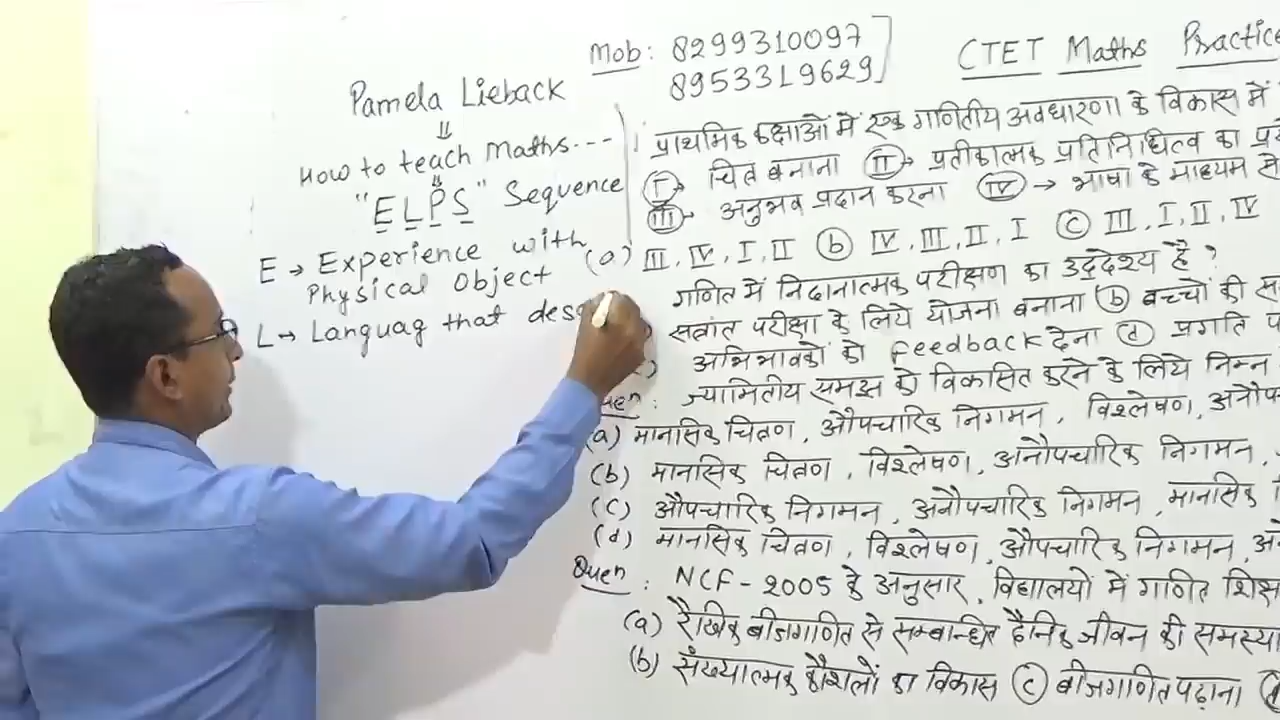 Mob: 8299310097
8953319629
CTET Maths Practice
Pamela Lieback
⇓
How to teach Maths---
⇓
"ELPS" Sequence
E → Experience with
Physical Object
L → Languag that des
प्राथमिक कक्षाओं में एक गणितीय अवधारणा के विकास में
(I)→ चित्र बनाना (II)→ प्रतीकात्मक प्रतिनिधित्व का
(III)→ अनुभव प्रदान करना (IV) → भाषा के माध्यम से
(a) III, IV, I, II (b) IV, III, II, I (c) III, I, II, IV
गणित में निदानात्मक परीक्षण का उद्देश्य है ?
सत्रांत परीक्षा के लिये योजना बनाना (b) बच्चो की
अभिभावकों को feedback देना (d) प्रगति
Quen: ज्यामितीय समझ को विकासित करने के लिये निम्न
(a) मानसिक चित्रण, औपचारिक निगमन, विश्लेषण,
(b) मानसिक चित्रण, विश्लेषण, अनौपचारिक निगमन,
(c) औपचारिक निगमन, अनौपचारिक निगमन, मानसिक
(d) मानसिक चित्रण, विश्लेषण, औपचारिक निगमन,
Quen: NCF-2005 के अनुसार, विद्यालयों में गणित
(a) रैखिक बीजगणित से सम्बान्धित दैनिक जीवन की समस्या
(b) संख्यात्मक कौशलों का विकास (c) बीजगणित पढ़ाना (d)